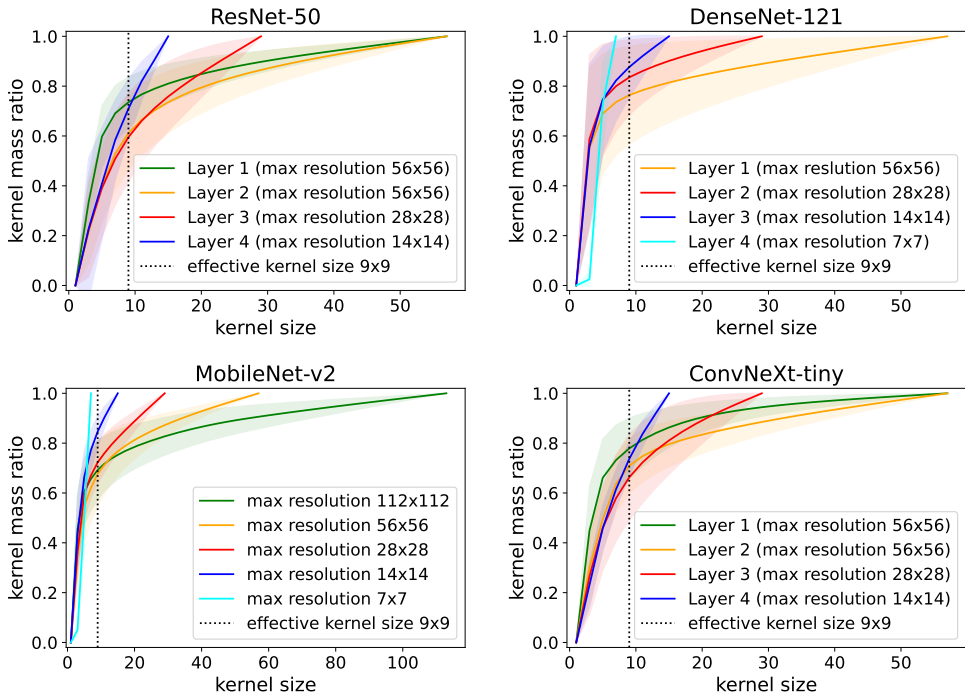 ResNet-50
kernel mass ratio
1.0
0.8
0.6
0.4
0.2
0.0
Layer 1 (max resolution 56x56)
Layer 2 (max resolution 56x56)
Layer 3 (max resolution 28x28)
Layer 4 (max resolution 14x14)
effective kernel size 9x9
0 10 20 30 40 50
kernel size
DenseNet-121
kernel mass ratio
1.0
0.8
0.6
0.4
0.2
0.0
Layer 1 (max resolution 56x56)
Layer 2 (max resolution 28x28)
Layer 3 (max resolution 14x14)
Layer 4 (max resolution 7x7)
effective kernel size 9x9
0 10 20 30 40 50
kernel size
MobileNet-v2
kernel mass ratio
1.0
0.8
0.6
0.4
0.2
0.0
max resolution 112x112
max resolution 56x56
max resolution 28x28
max resolution 14x14
max resolution 7x7
effective kernel size 9x9
0 20 40 60 80 100
kernel size
ConvNeXt-tiny
kernel mass ratio
1.0
0.8
0.6
0.4
0.2
0.0
Layer 1 (max resolution 56x56)
Layer 2 (max resolution 56x56)
Layer 3 (max resolution 28x28)
Layer 4 (max resolution 14x14)
effective kernel size 9x9
0 10 20 30 40 50
kernel size